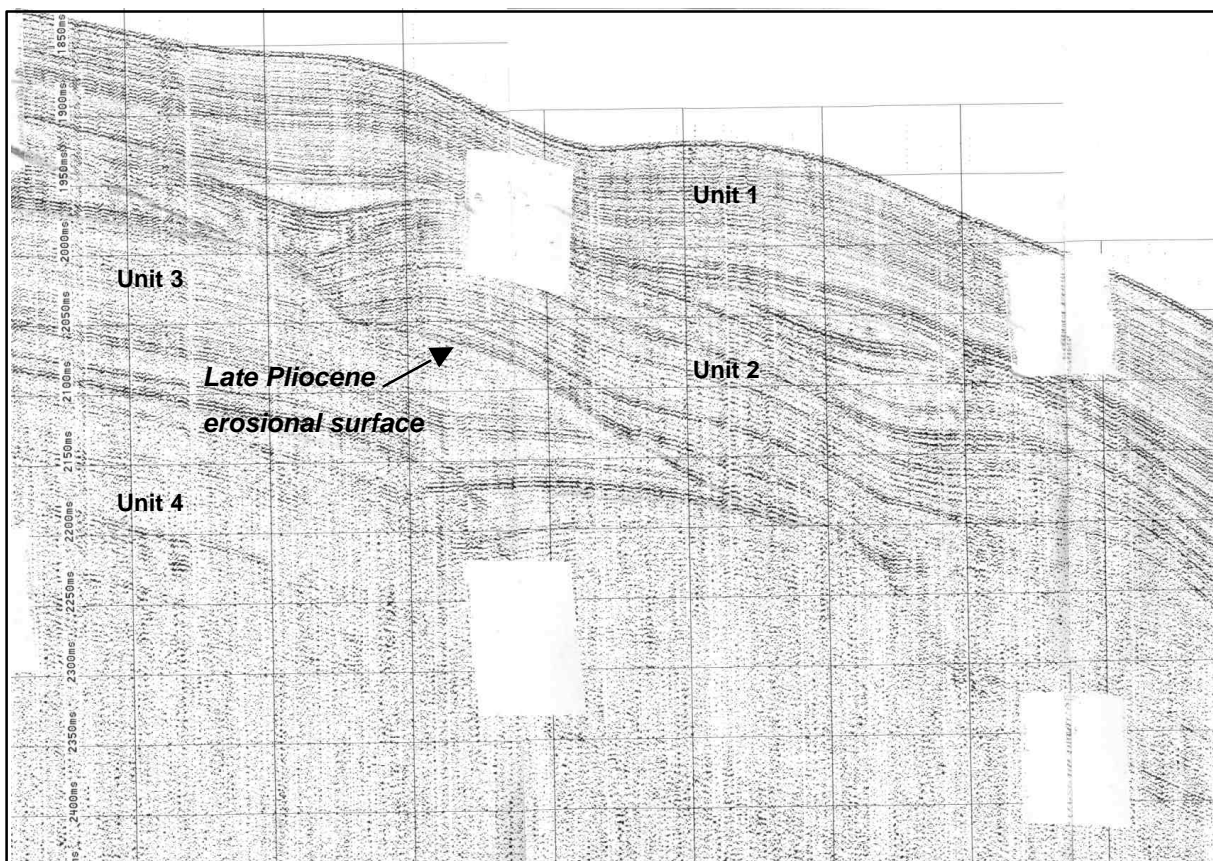 1850ms
1900ms
1950ms
2000ms
2050ms
2100ms
2150ms
2200ms
2250ms
2300ms
2350ms
2400ms
Unit 1
Unit 3
Unit 2
Late Pliocene
erosional surface
Unit 4